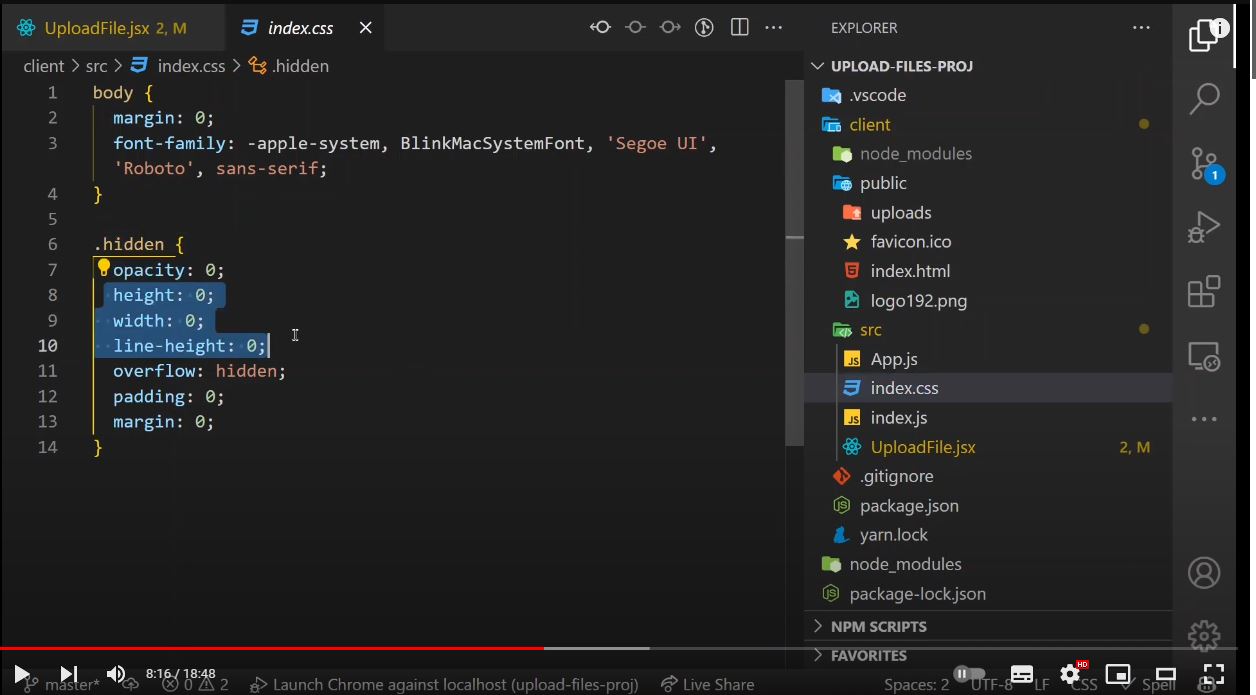 UploadFile.jsx 2, M
index.css
client > src > index.css > .hidden
1 body {
2 margin: 0;
3 font-family: -apple-system, BlinkMacSystemFont, 'Segoe UI',
'Roboto', sans-serif;
4 }
5
6 .hidden {
7 opacity: 0;
8 height: 0;
9 width: 0;
10 line-height: 0;
11 overflow: hidden;
12 padding: 0;
13 margin: 0;
14 }
EXPLORER
UPLOAD-FILES-PROJ
.vscode
client
node_modules
public
uploads
favicon.ico
index.html
logo192.png
src
JS App.js
index.css
JS index.js
UploadFile.jsx 2, M
.gitignore
package.json
yarn.lock
node_modules
package-lock.json
NPM SCRIPTS
FAVORITES
1
8:16 / 18:48
HD
master* 0 2 Launch Chrome against localhost (upload-files-proj) Live Share Spaces: 2 UTF-8 LF CSS Spell